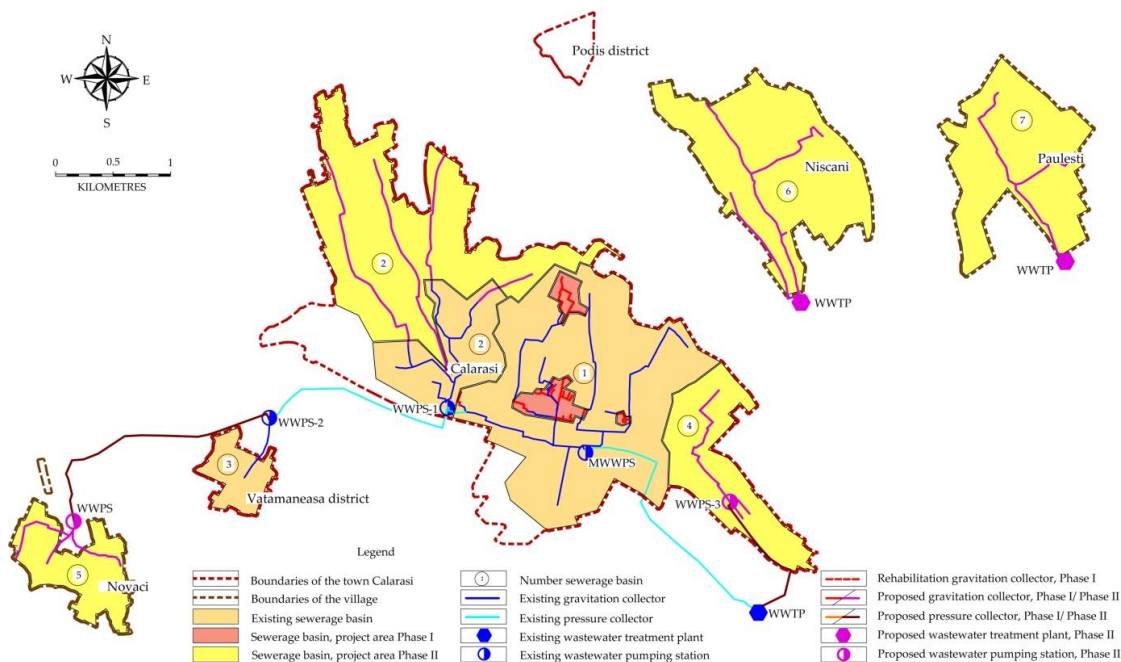 Podis district
N
W
E
S
0
0.5
1
KILOMETRES
7
Paulesti
Niscani
6
WWTP
WWTP
2
2
Calarasi
1
WWPS-1
WWPS-2
4
3
MWWPS
Vatamaneasa district
WWPS-3
WWPS
5
Novaci
WWTP
Legend
Boundaries of the town Calarasi
Boundaries of the village
Existing sewerage basin
Sewerage basin, project area Phase I
Sewerage basin, project area Phase II
1
Number sewerage basin
Existing gravitation collector
Existing pressure collector
Existing wastewater treatment plant
Existing wastewater pumping station
Rehabilitation gravitation collector, Phase I
Proposed gravitation collector, Phase I/ Phase II
Proposed pressure collector, Phase I/ Phase II
Proposed wastewater treatment plant, Phase II
Proposed wastewater pumping station, Phase II